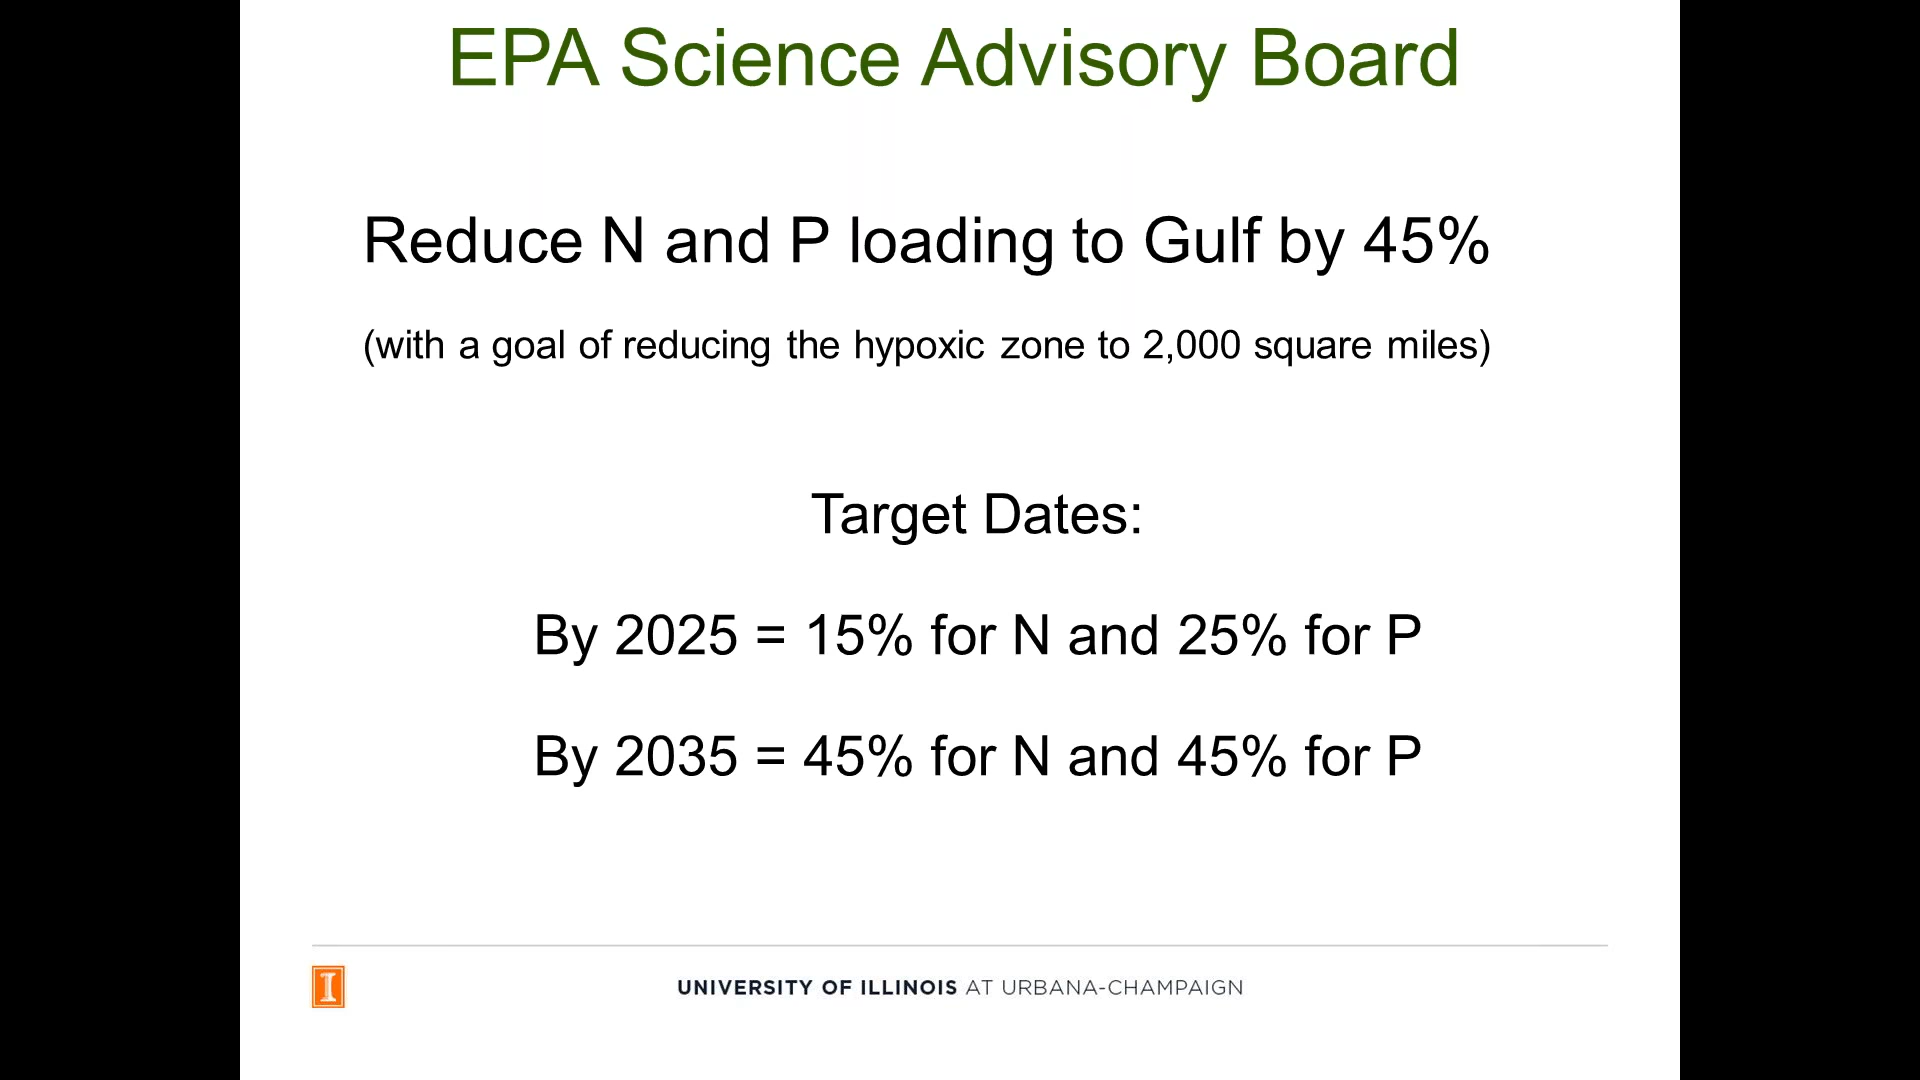 EPA Science Advisory Board
Reduce N and P loading to Gulf by 45%
(with a goal of reducing the hypoxic zone to 2,000 square miles)
Target Dates:
By 2025 = 15% for N and 25% for P
By 2035 = 45% for N and 45% for P
I
UNIVERSITY OF ILLINOIS AT URBANA-CHAMPAIGN